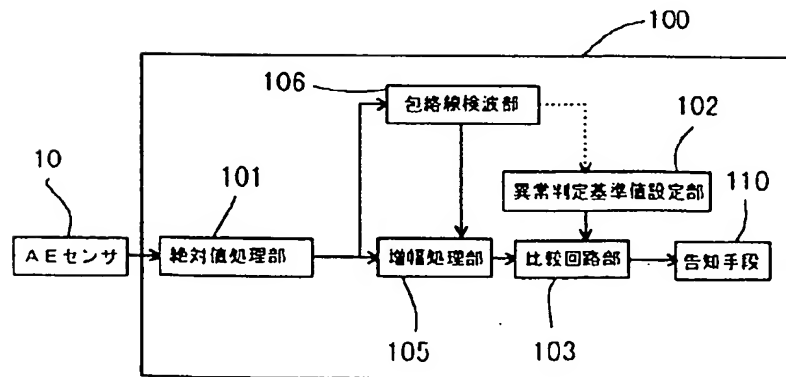 100
106
包絡線検波部
102
10
101
異常判定基準値設定部
110
AEセンサ
絶対値処理部
増幅処理部
比較回路部
告知手段
105
103